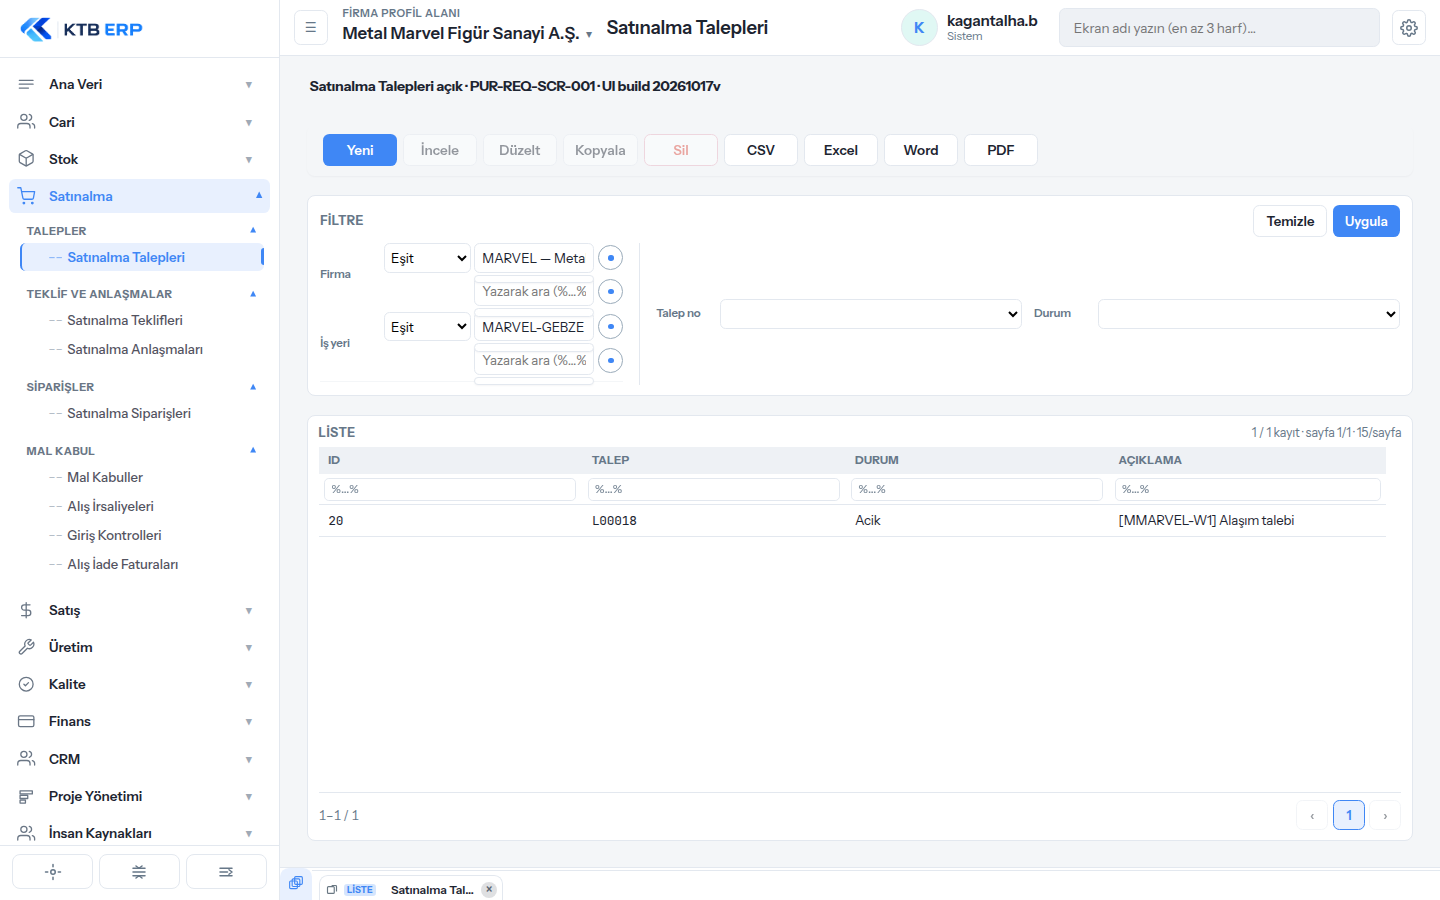 KTB ERP
FİRMA PROFİL ALANI
Metal Marvel Figür Sanayi A.Ş. ▾
Satınalma Talepleri
K
kagantalha.b
Sistem
Ekran adı yazın (en az 3 harf)...
Ana Veri
Cari
Stok
Satınalma
TALEPLER
Satınalma Talepleri
TEKLİF VE ANLAŞMALAR
Satınalma Teklifleri
Satınalma Anlaşmaları
SİPARİŞLER
Satınalma Siparişleri
MAL KABUL
Mal Kabuller
Alış İrsaliyeleri
Giriş Kontrolleri
Alış İade Faturaları
Satış
Üretim
Kalite
Finans
CRM
Proje Yönetimi
İnsan Kaynakları
Satınalma Talepleri açık · PUR-REQ-SCR-001 · UI build 20261017v
Yeni
İncele
Düzelt
Kopyala
Sil
CSV
Excel
Word
PDF
FİLTRE
Temizle
Uygula
Firma
Eşit
MARVEL — Meta
Yazarak ara (%...%
İş yeri
Eşit
MARVEL-GEBZE
Yazarak ara (%...%
Talep no
Durum
LİSTE
1 / 1 kayıt · sayfa 1/1 · 15/sayfa
ID TALEP DURUM AÇIKLAMA
%...% %...% %...% %...%
20 L00018 Acik [MMARVEL-W1] Alaşım talebi
1–1 / 1
‹ 1 ›
LİSTE Satınalma Tal... ×